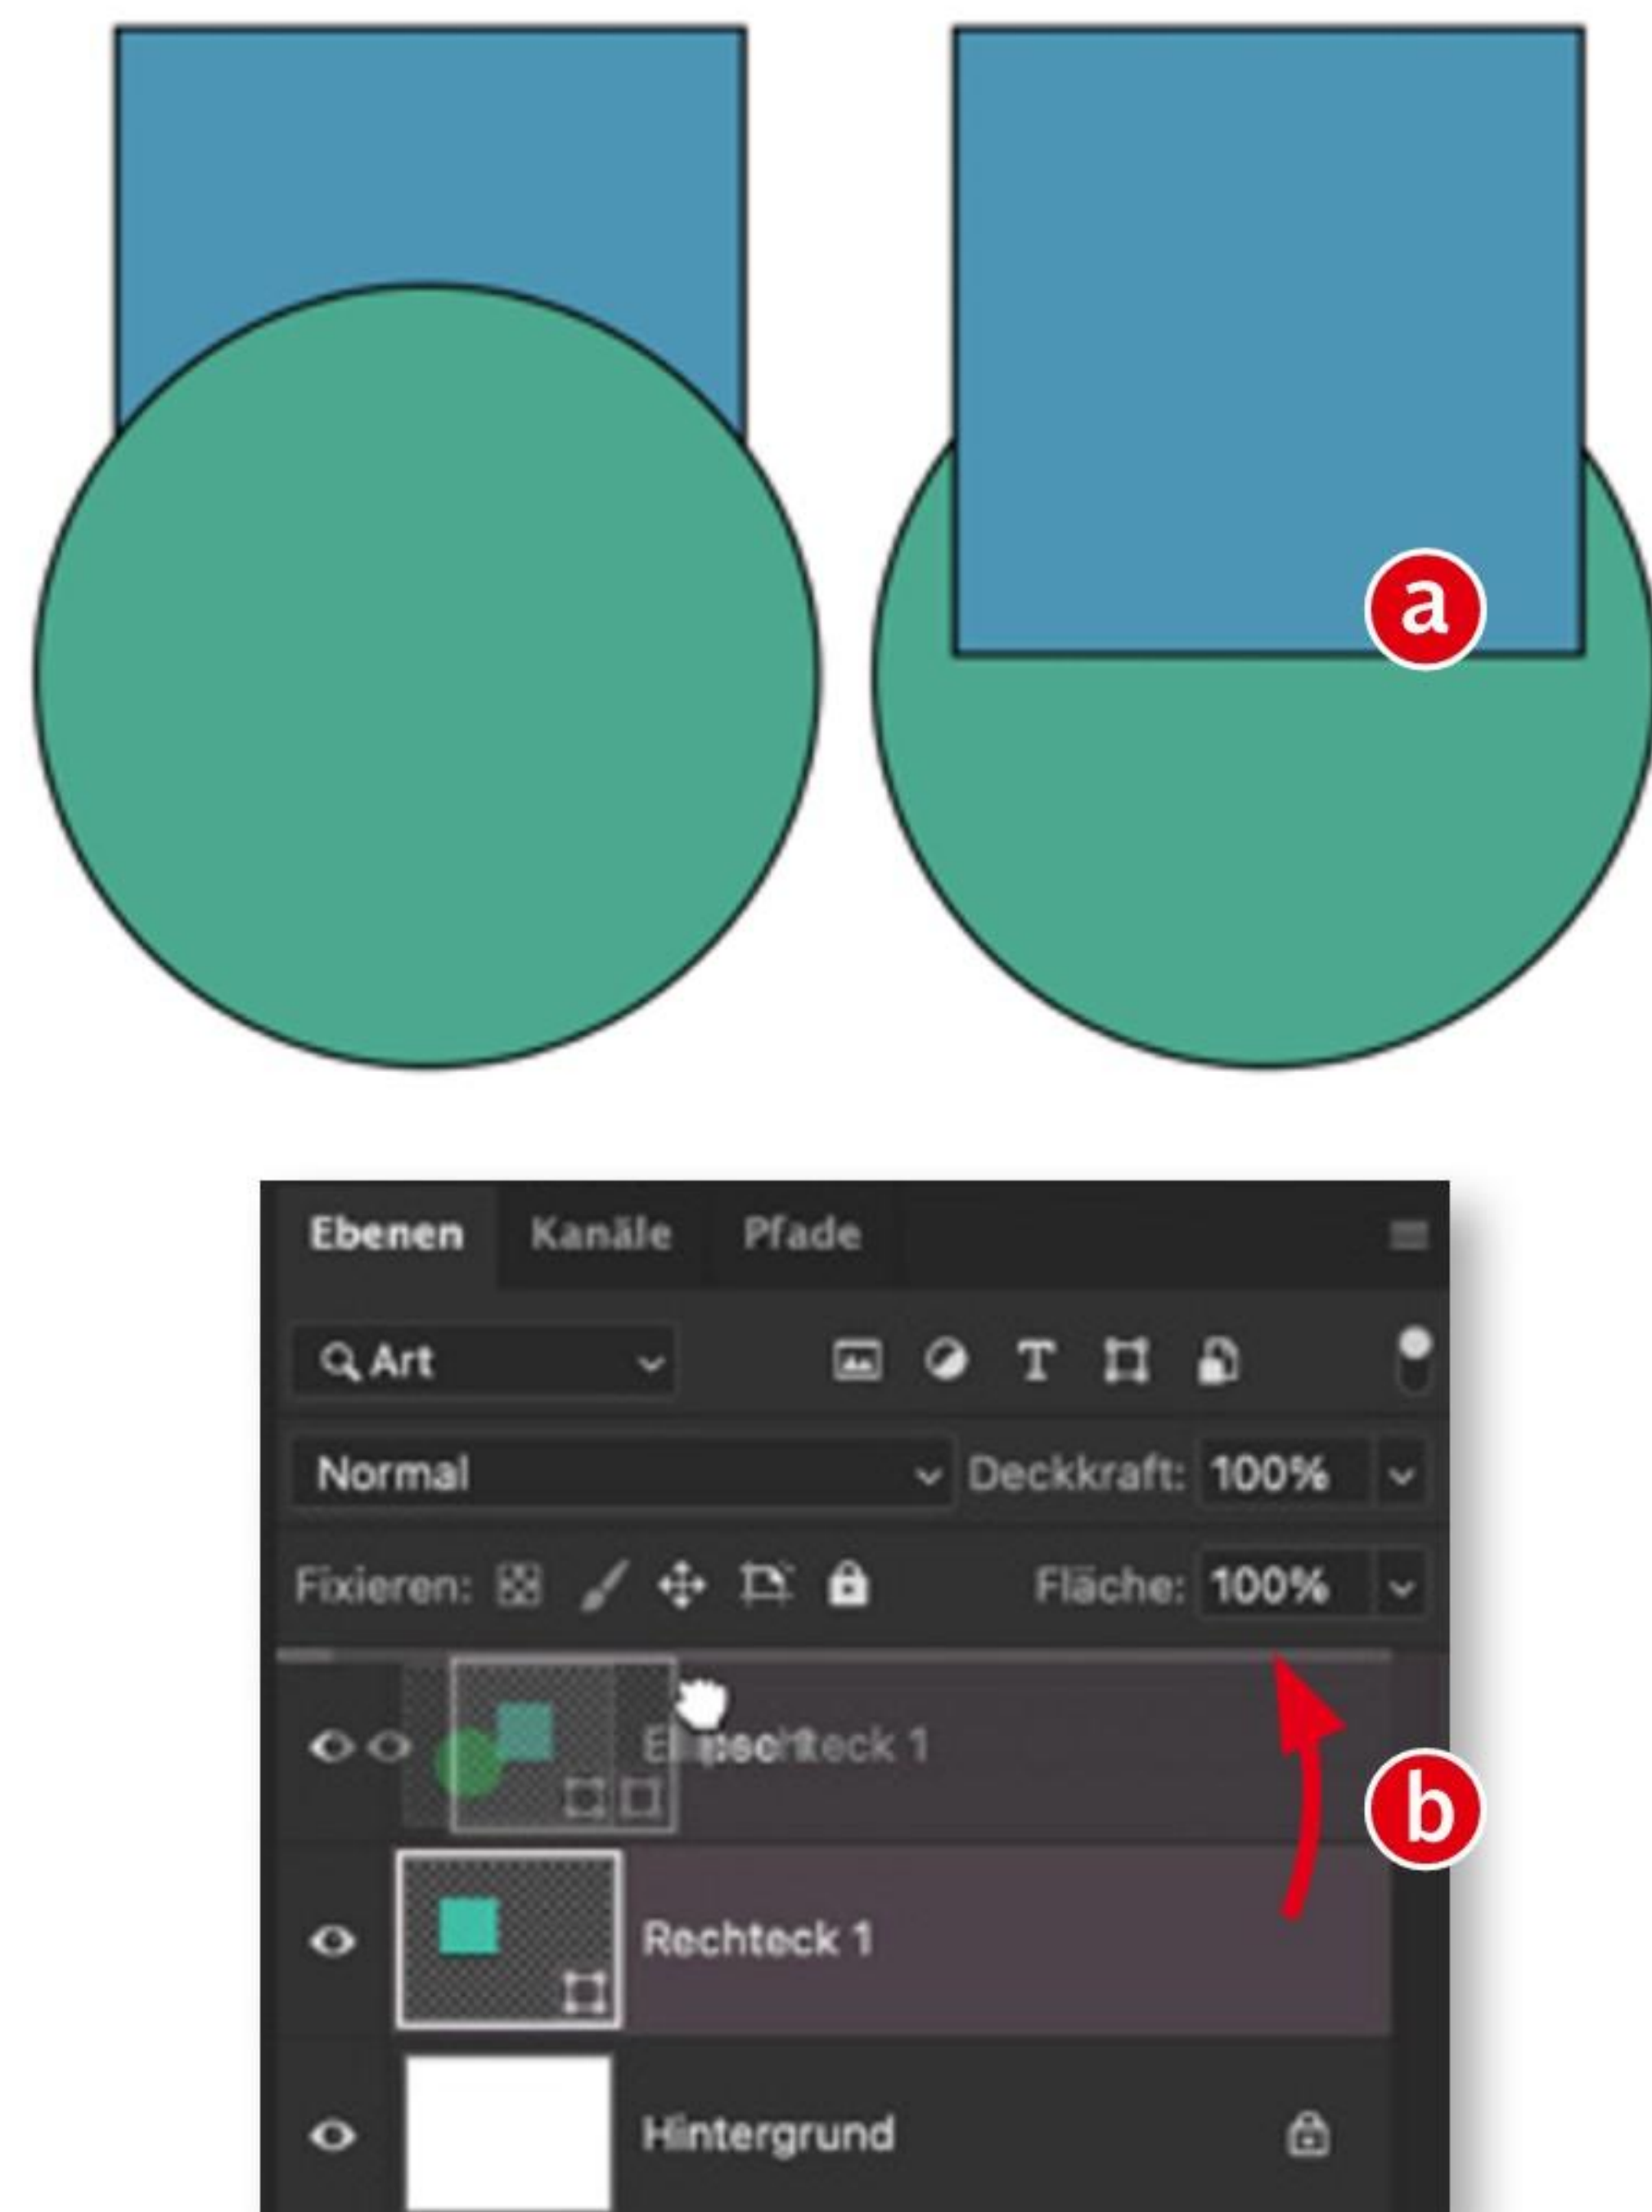 a
Ebenen Kanäle Pfade
Art T
Normal Deckkraft: 100%
Fixieren: Fläche: 100%
b
Rechteck 1
Hintergrund